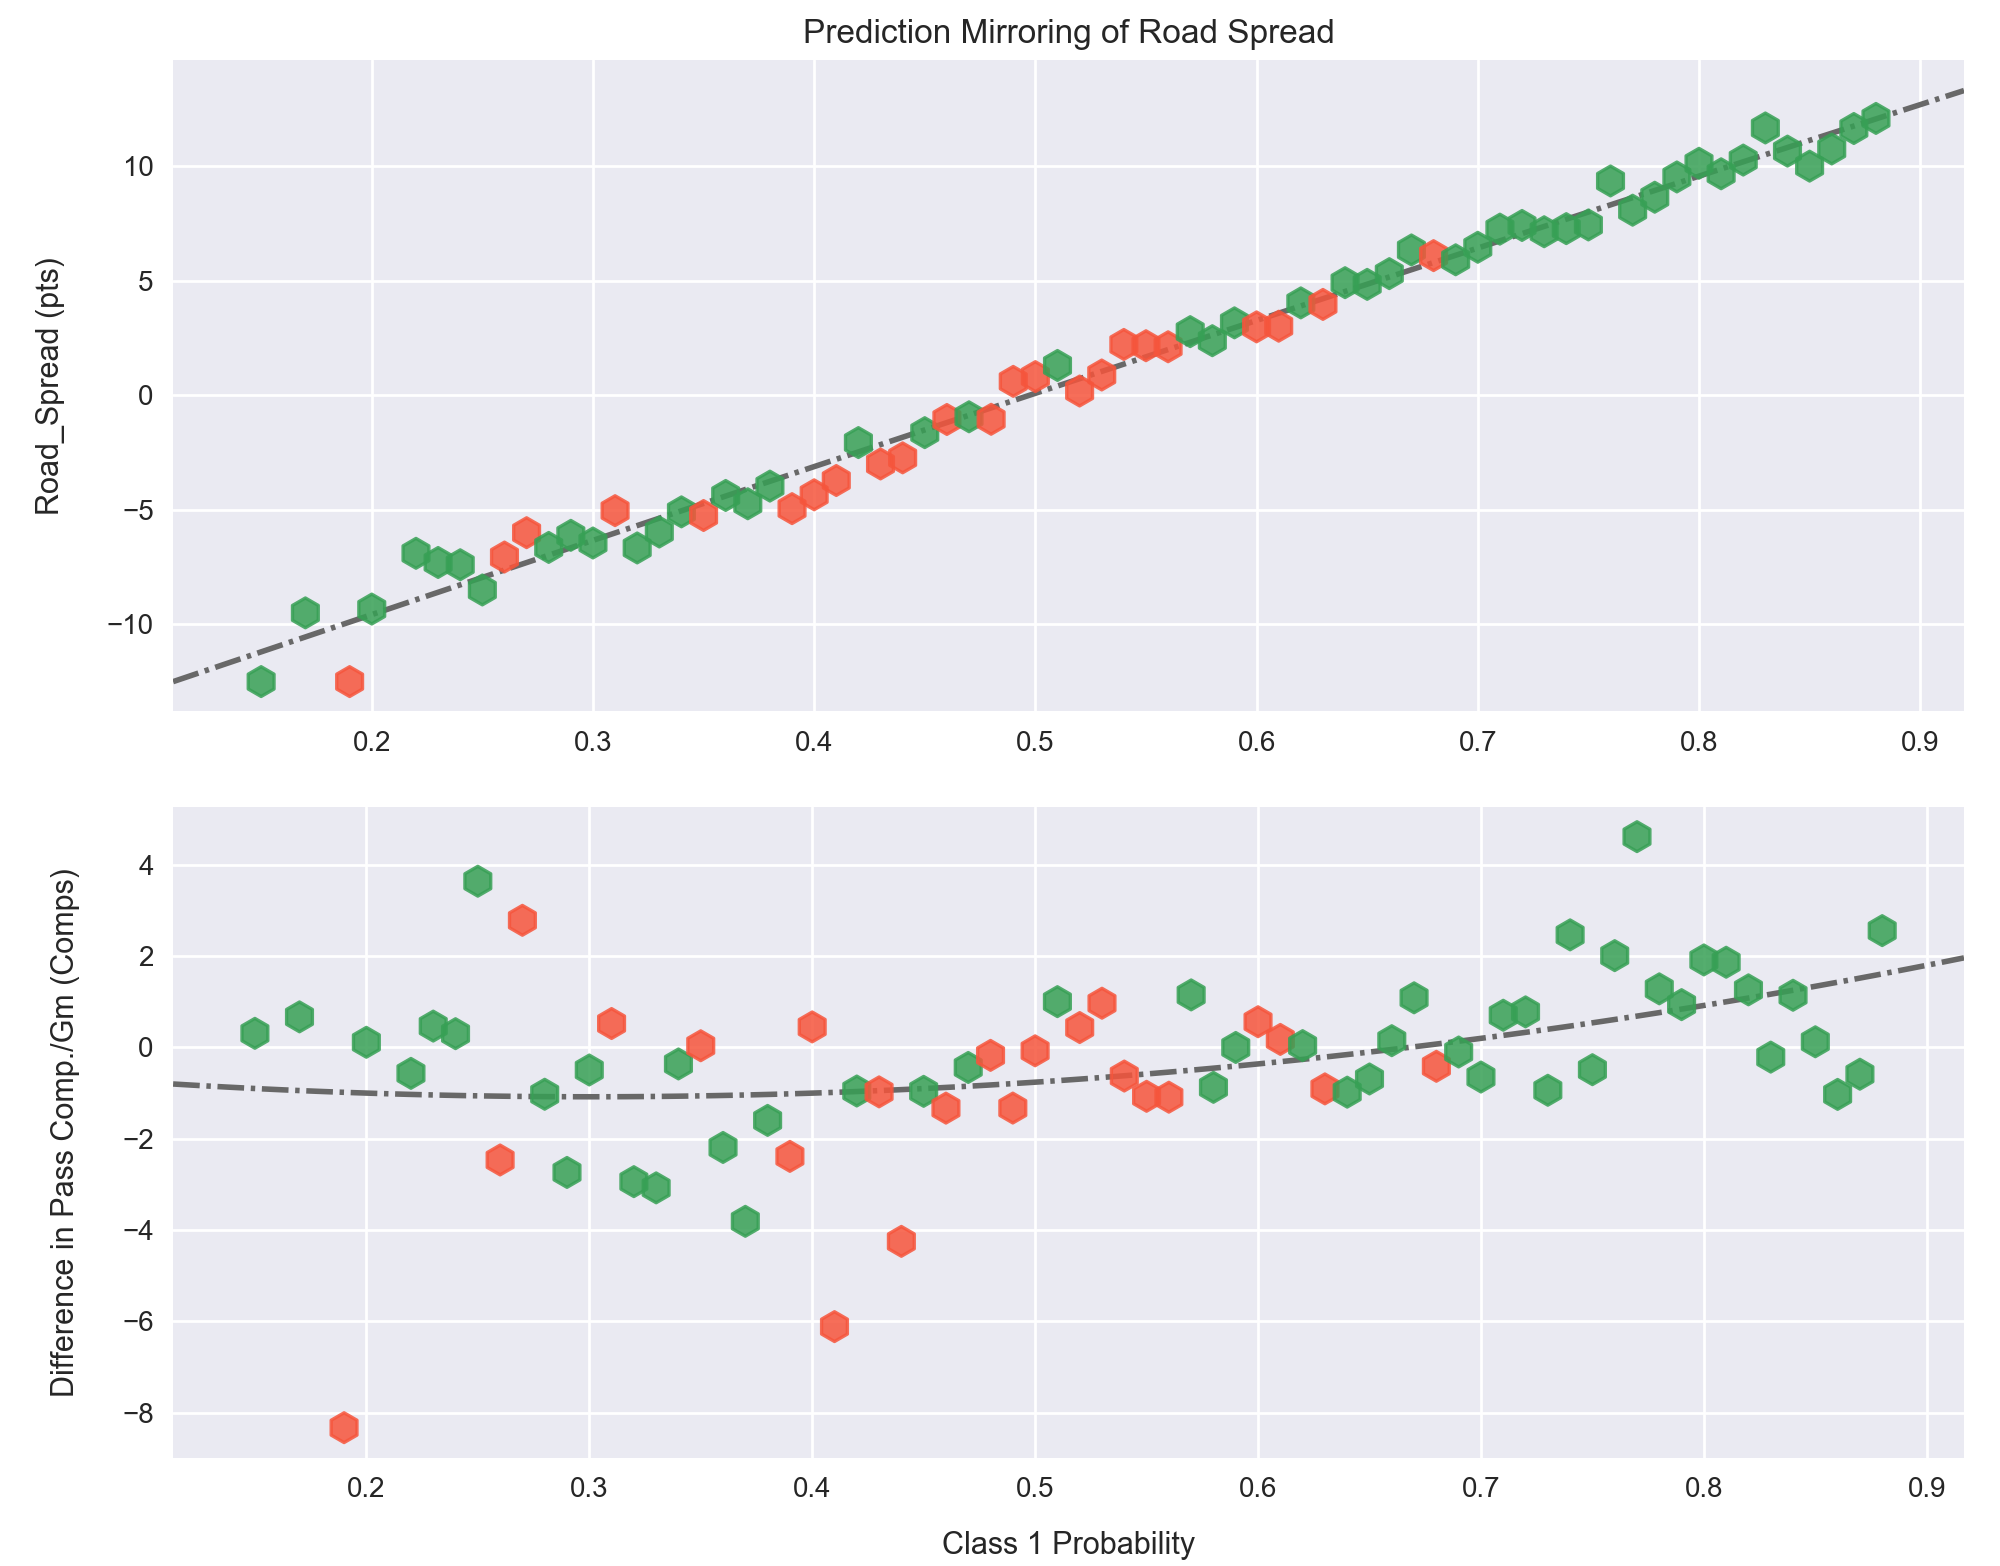 Prediction Mirroring of Road Spread
Road_Spread (pts)
10
5
0
−5
−10
0.2 0.3 0.4 0.5 0.6 0.7 0.8 0.9
Difference in Pass Comp./Gm (Comps)
4
2
0
−2
−4
−6
−8
0.2 0.3 0.4 0.5 0.6 0.7 0.8 0.9
Class 1 Probability